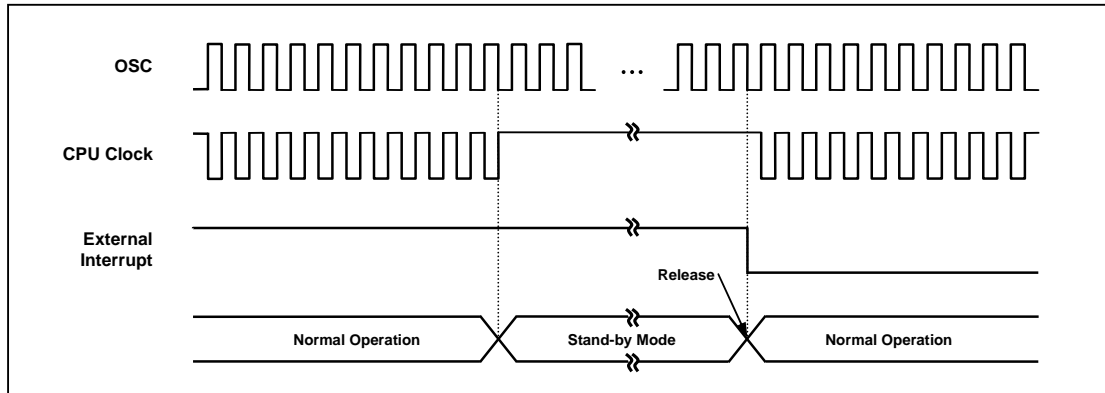 OSC
...
CPU Clock
External
Interrupt
Release
Normal Operation
Stand-by Mode
Normal Operation